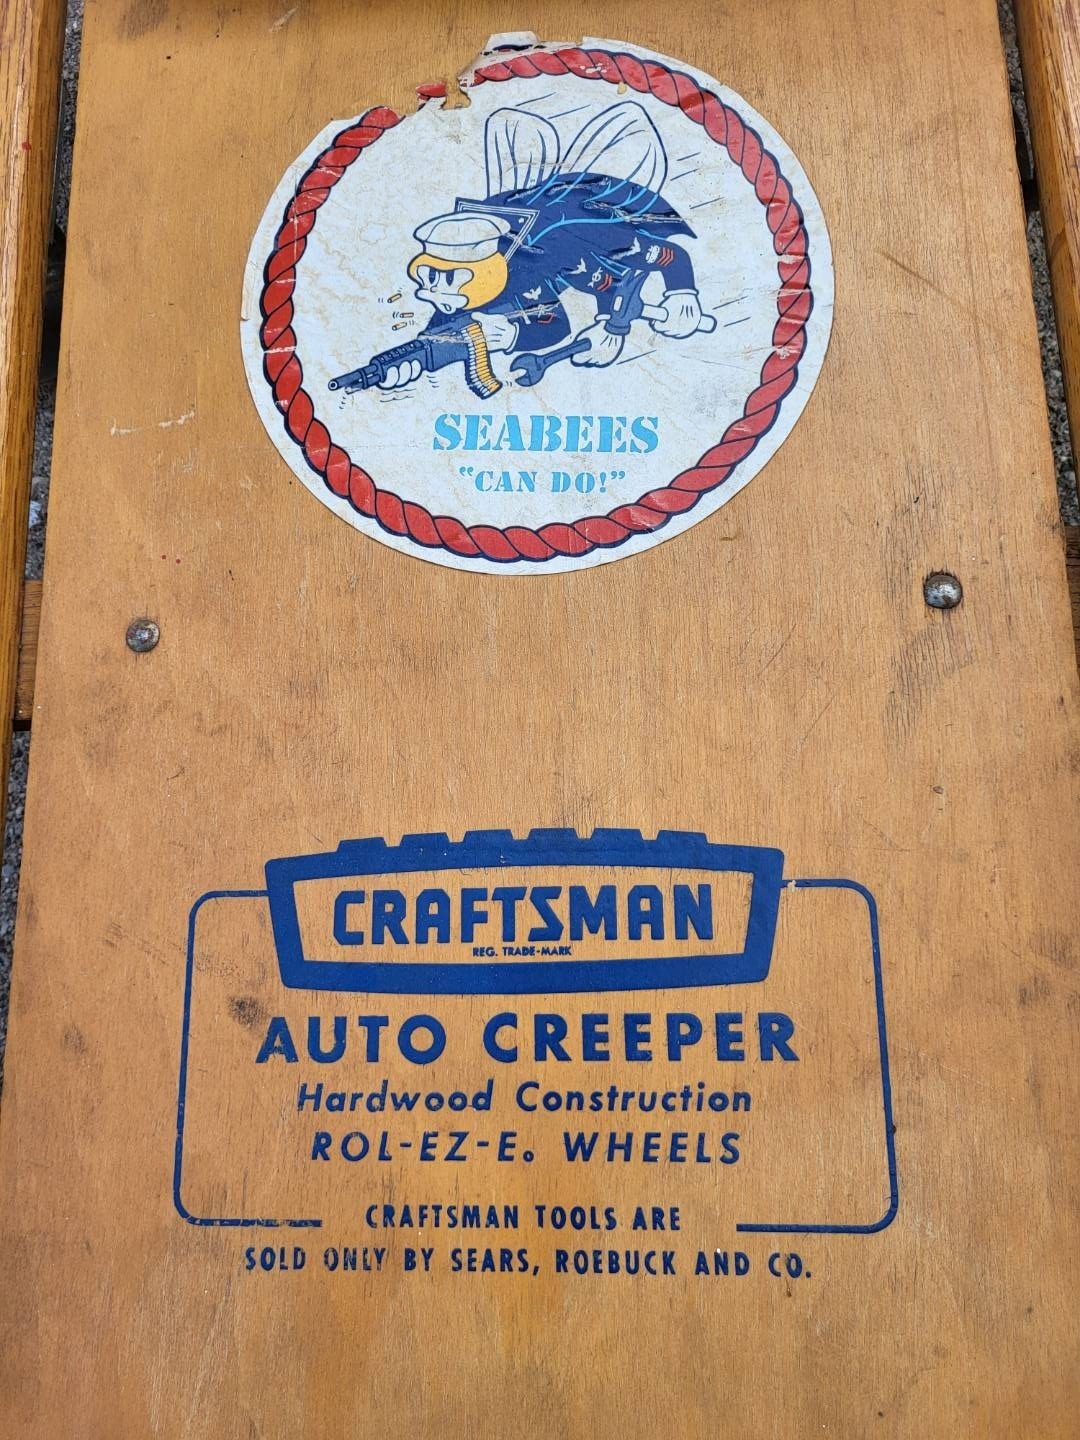 SEABEES
"CAN DO!"
CRAFTSMAN
REG. TRADE-MARK
AUTO CREEPER
Hardwood Construction
ROL-EZ-E. WHEELS
CRAFTSMAN TOOLS ARE
SOLD ONLY BY SEARS, ROEBUCK AND CO.